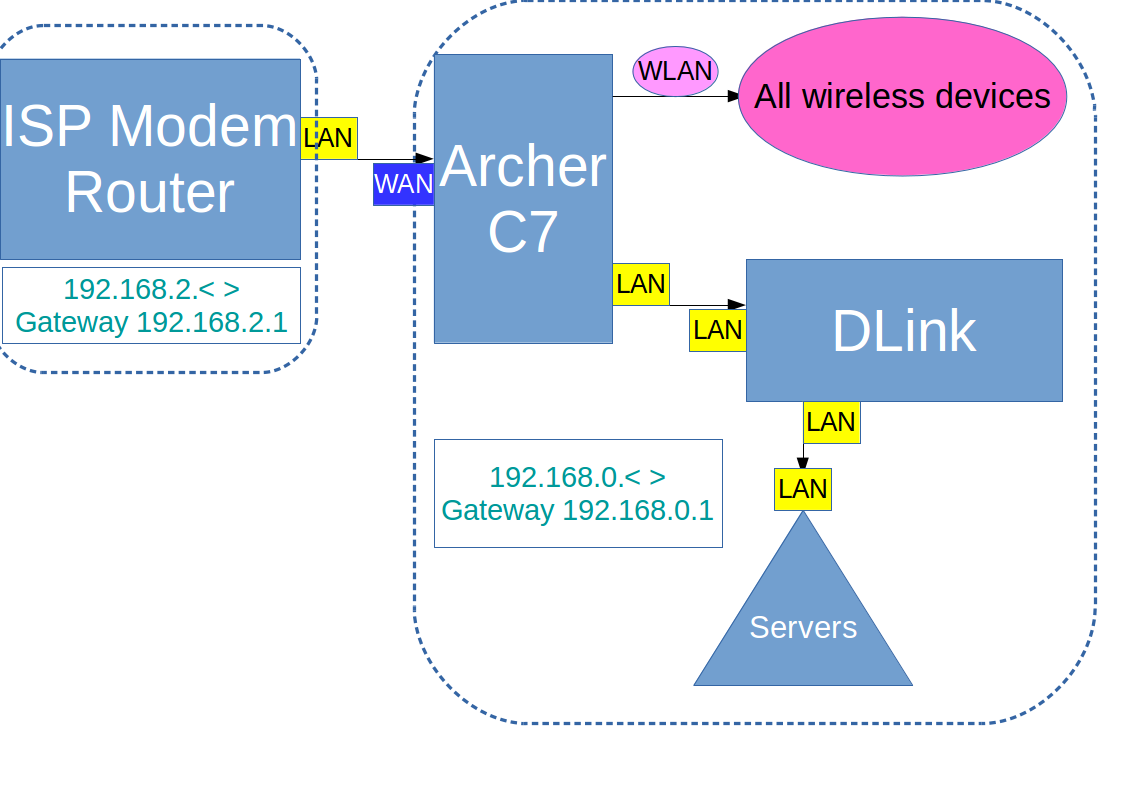 ISP Modem
Router
LAN
WAN
192.168.2.< >
Gateway 192.168.2.1
Archer
C7
WLAN
All wireless devices
LAN
LAN
DLink
LAN
LAN
Servers
192.168.0.< >
Gateway 192.168.0.1